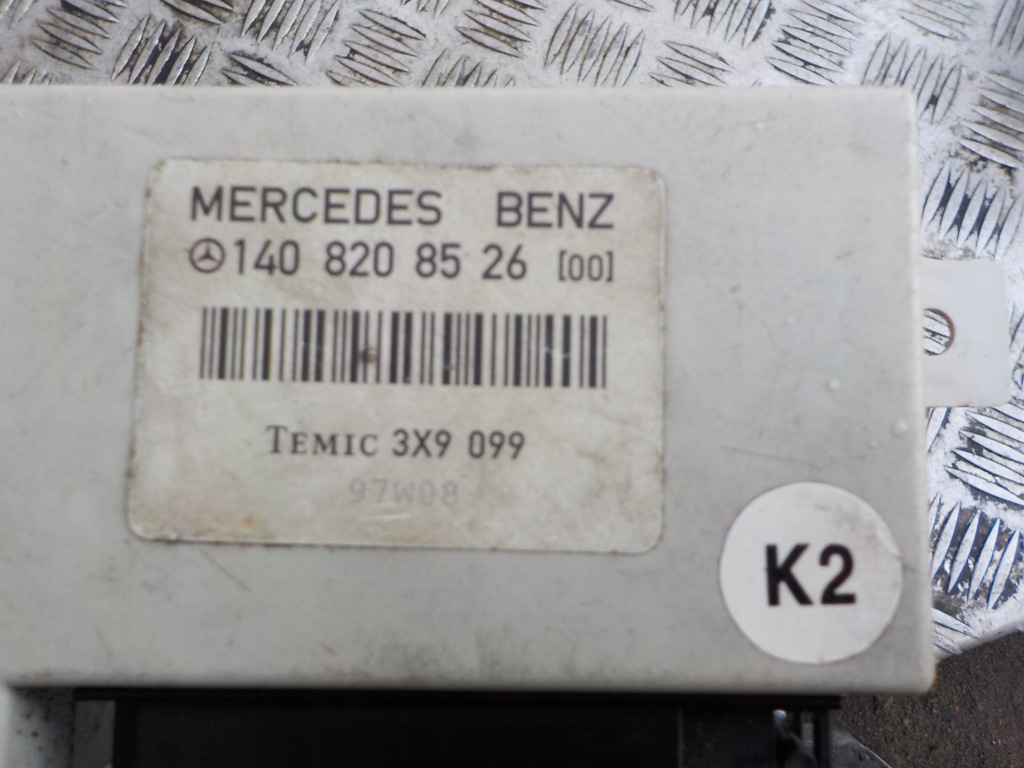 MERCEDES BENZ
140 820 85 26 [00]
TEMIC 3X9 099
97W08
K2